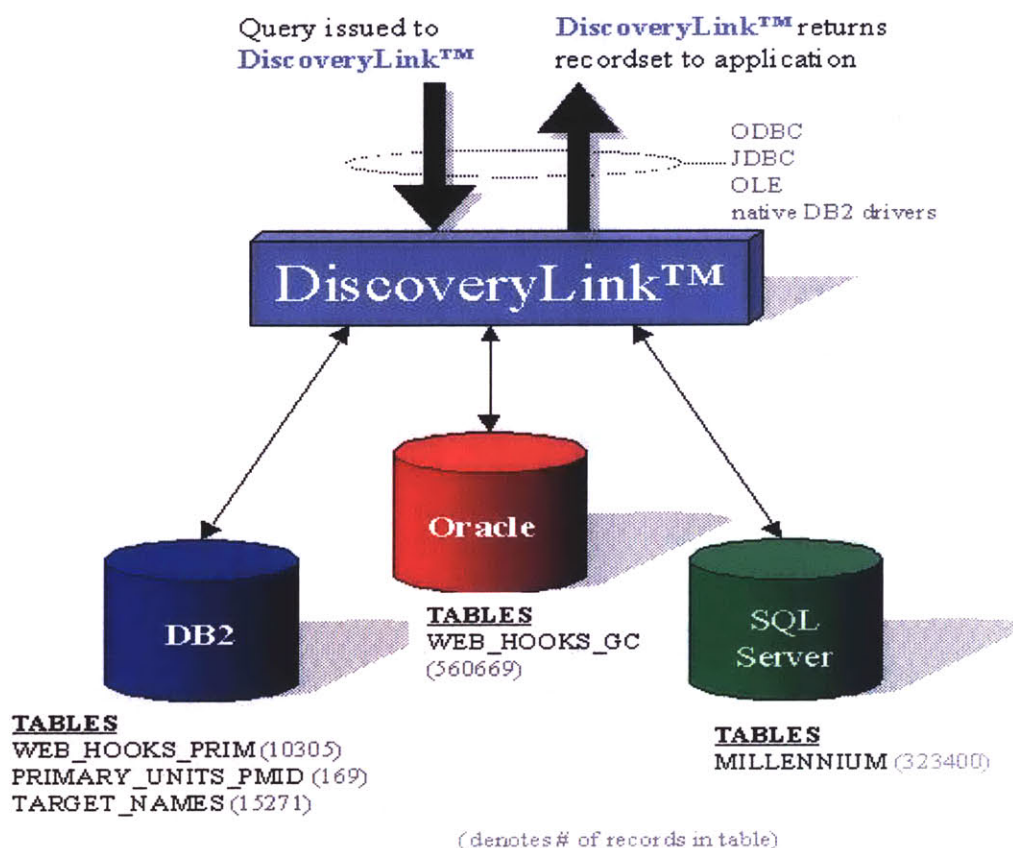 Query issued to
DiscoveryLink™
DiscoveryLink™ returns
recordset to application
ODBC
JDBC
OLE
native DB2 drivers
DiscoveryLink™
Oracle
DB2
SQL
Server
TABLES
WEB_HOOKS_GC
(560669)
TABLES
WEB_HOOKS_PRIM (10305)
PRIMARY_UNITS_PMID (169)
TARGET_NAMES (15271)
TABLES
MILLENNIUM (323400)
( denotes # of records in table)